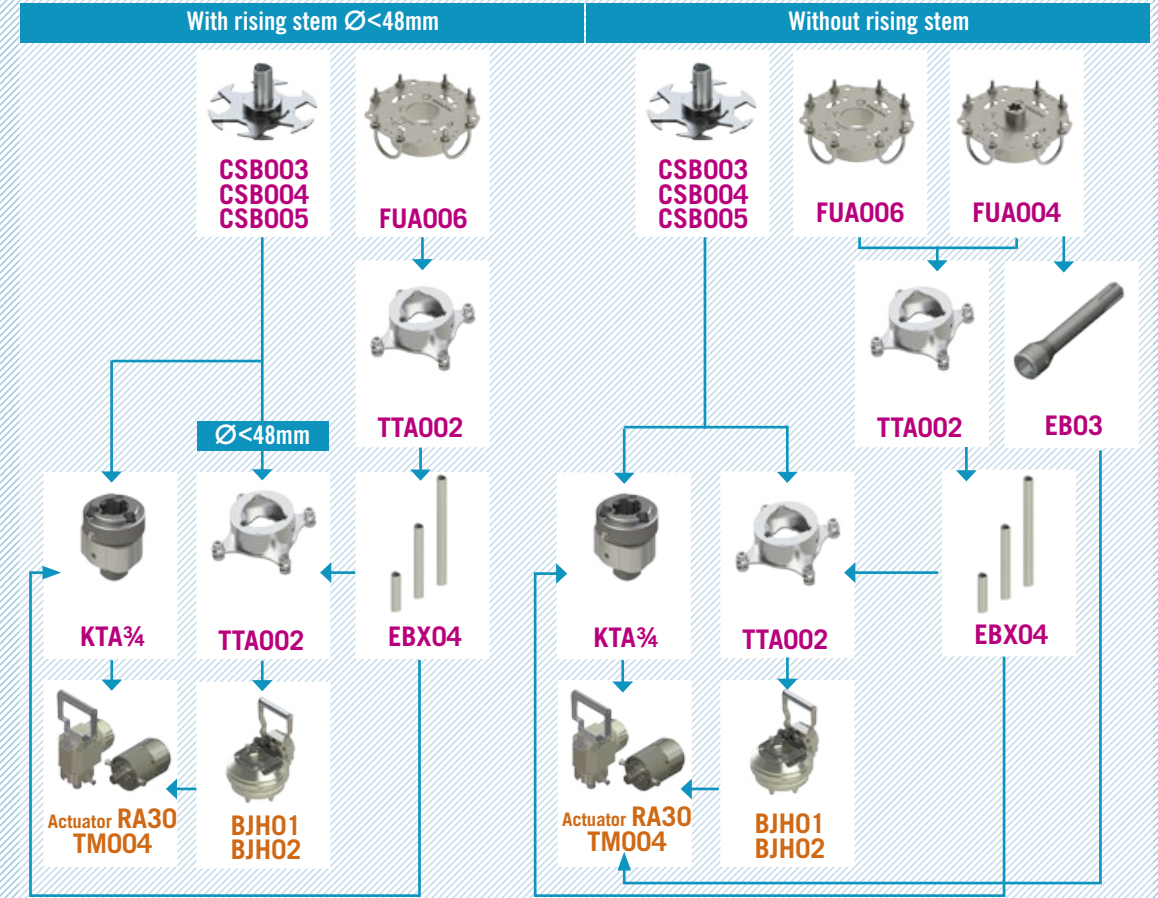 With rising stem Ø<48mm
Without rising stem
CSB003
CSB004
CSB005
FUA006
CSB003
CSB004
CSB005
FUA006
FUA004
TTA002
Ø<48mm
TTA002
EB03
KTA¾
TTA002
EBX04
KTA¾
TTA002
EBX04
Actuator RA30
TM004
BJH01
BJH02
Actuator RA30
TM004
BJH01
BJH02